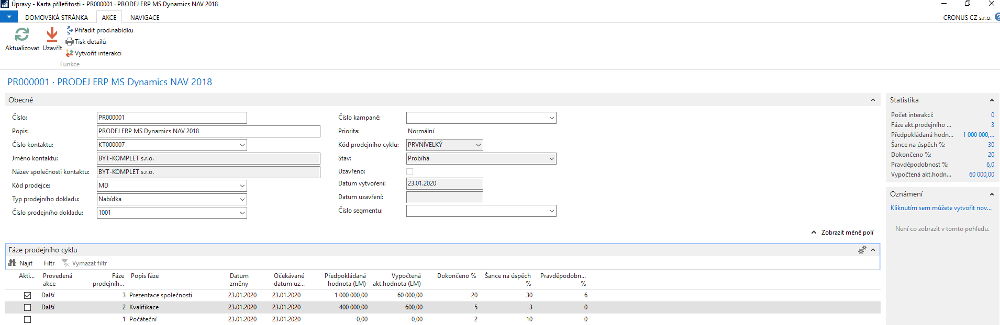 Úpravy - Karta příležitosti - PR000001 · PRODEJ ERP MS Dynamics NAV 2018
DOMOVSKÁ STRÁNKA AKCE NAVIGACE CRONUS CZ s.r.o. ?
Aktualizovat Uzavřít
Přiřadit prod.nabídku
Tisk detailů
Vytvořit interakci
Funkce
PR000001 · PRODEJ ERP MS Dynamics NAV 2018
Obecné
Číslo: PR000001
Popis: PRODEJ ERP MS Dynamics NAV 2018
Číslo kontaktu: KT000007
Jméno kontaktu: BYT-KOMPLET s.r.o.
Název společnosti kontaktu: BYT-KOMPLET s.r.o.
Kód prodejce: MD
Typ prodejního dokladu: Nabídka
Číslo prodejního dokladu: 1001
Číslo kampaně:
Priorita: Normální
Kód prodejního cyklu: PRVNÍVELKÝ
Stav: Probíhá
Uzavřeno:
Datum vytvoření: 23.01.2020
Datum uzavření:
Číslo segmentu:
Zobrazit méně polí
Statistika
Počet interakcí: 0
Fáze akt.prodejního ... 3
Předpokládaná hodn... 1 000 000,...
Šance na úspěch %: 30
Dokončeno %: 20
Pravděpodobnost %: 6,0
Vypočtená akt.hodn... 60 000,00
Oznámení
Kliknutím sem můžete vytvořit nov...
Není co zobrazit v tomto pohledu.
Fáze prodejního cyklu
Najít Filtr Vymazat filtr
Akti... Provedená akce Fáze prodejníh... Popis fáze Datum změny Očekávané datum uz... Předpokládaná hodnota (LM) Vypočtená akt.hodnota (LM) Dokončeno % Šance na úspěch % Pravděpodobn... %
Další 3 Prezentace společnosti 23.01.2020 23.01.2020 1 000 000,00 60 000,00 20 30 6
Další 2 Kvalifikace 23.01.2020 23.01.2020 400 000,00 600,00 5 3 0
1 Počáteční 23.01.2020 23.01.2020 0,00 0,00 2 10 0